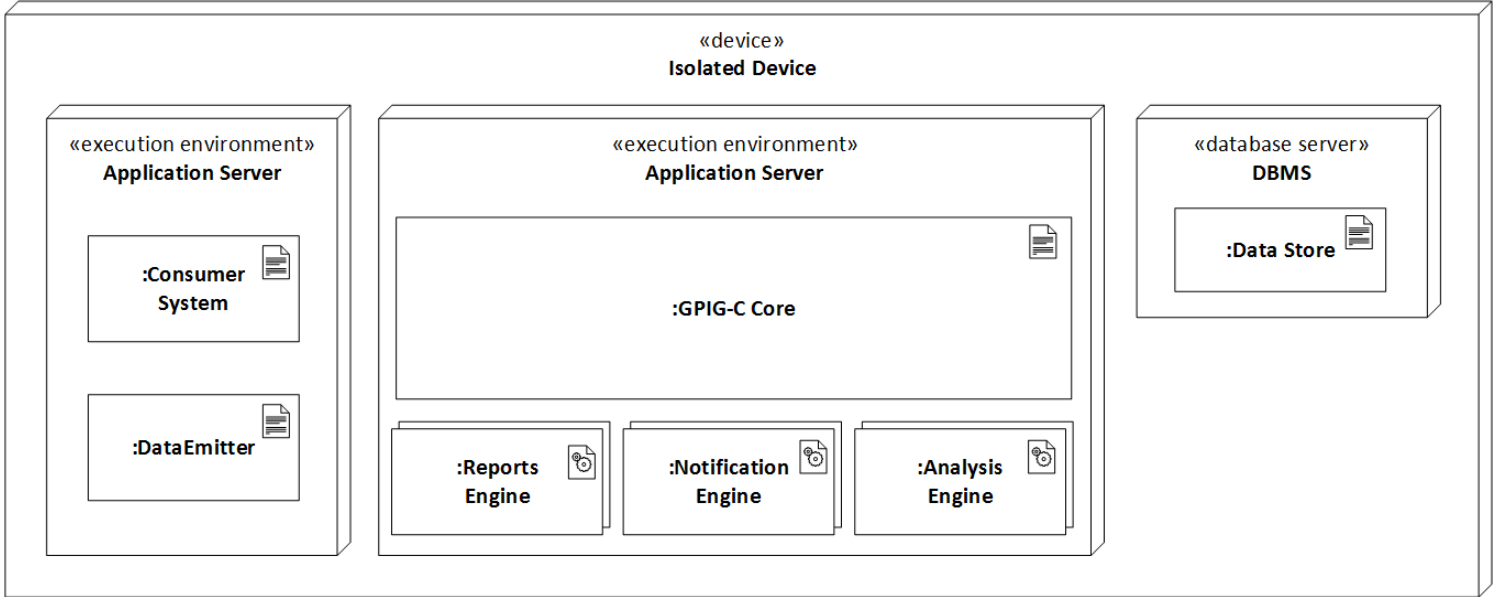 «device»
Isolated Device
«execution environment»
Application Server
:Consumer
System
:DataEmitter
«execution environment»
Application Server
:GPIG-C Core
:Reports
Engine
:Notification
Engine
:Analysis
Engine
«database server»
DBMS
:Data Store